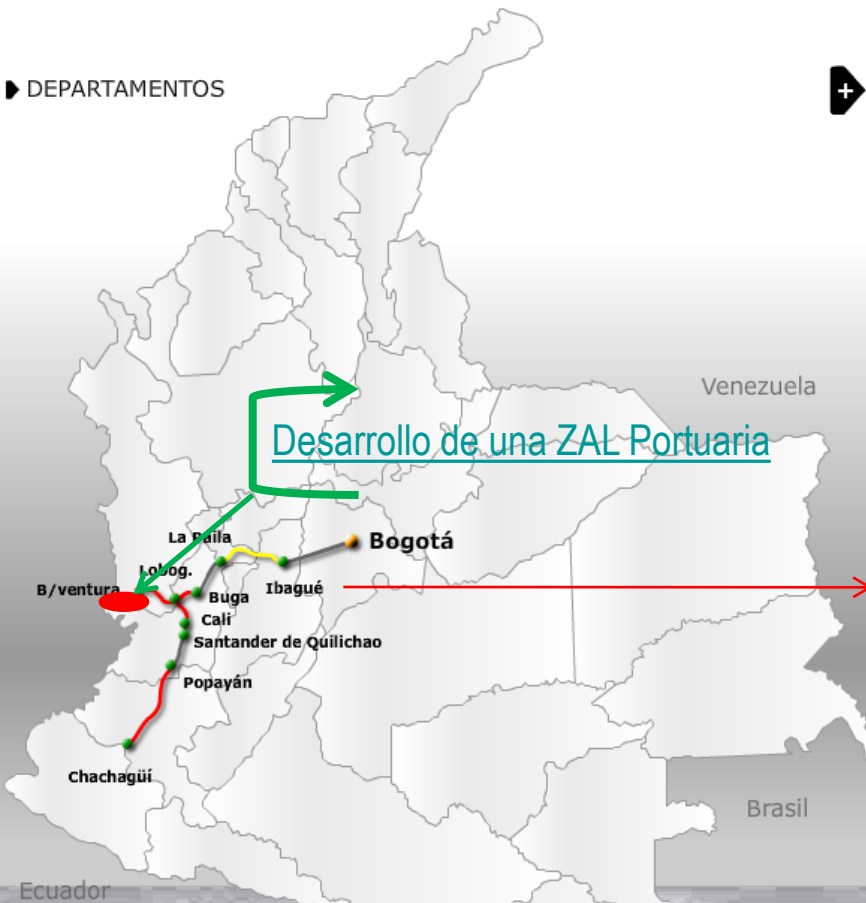 DEPARTAMENTOS
+
Venezuela
Desarrollo de una ZAL Portuaria
La Paila
Bogotá
Lobog.
B/ventura
Buga
Ibagué
Cali
Santander de Quilichao
Popayán
Chachagüí
Brasil
Ecuador